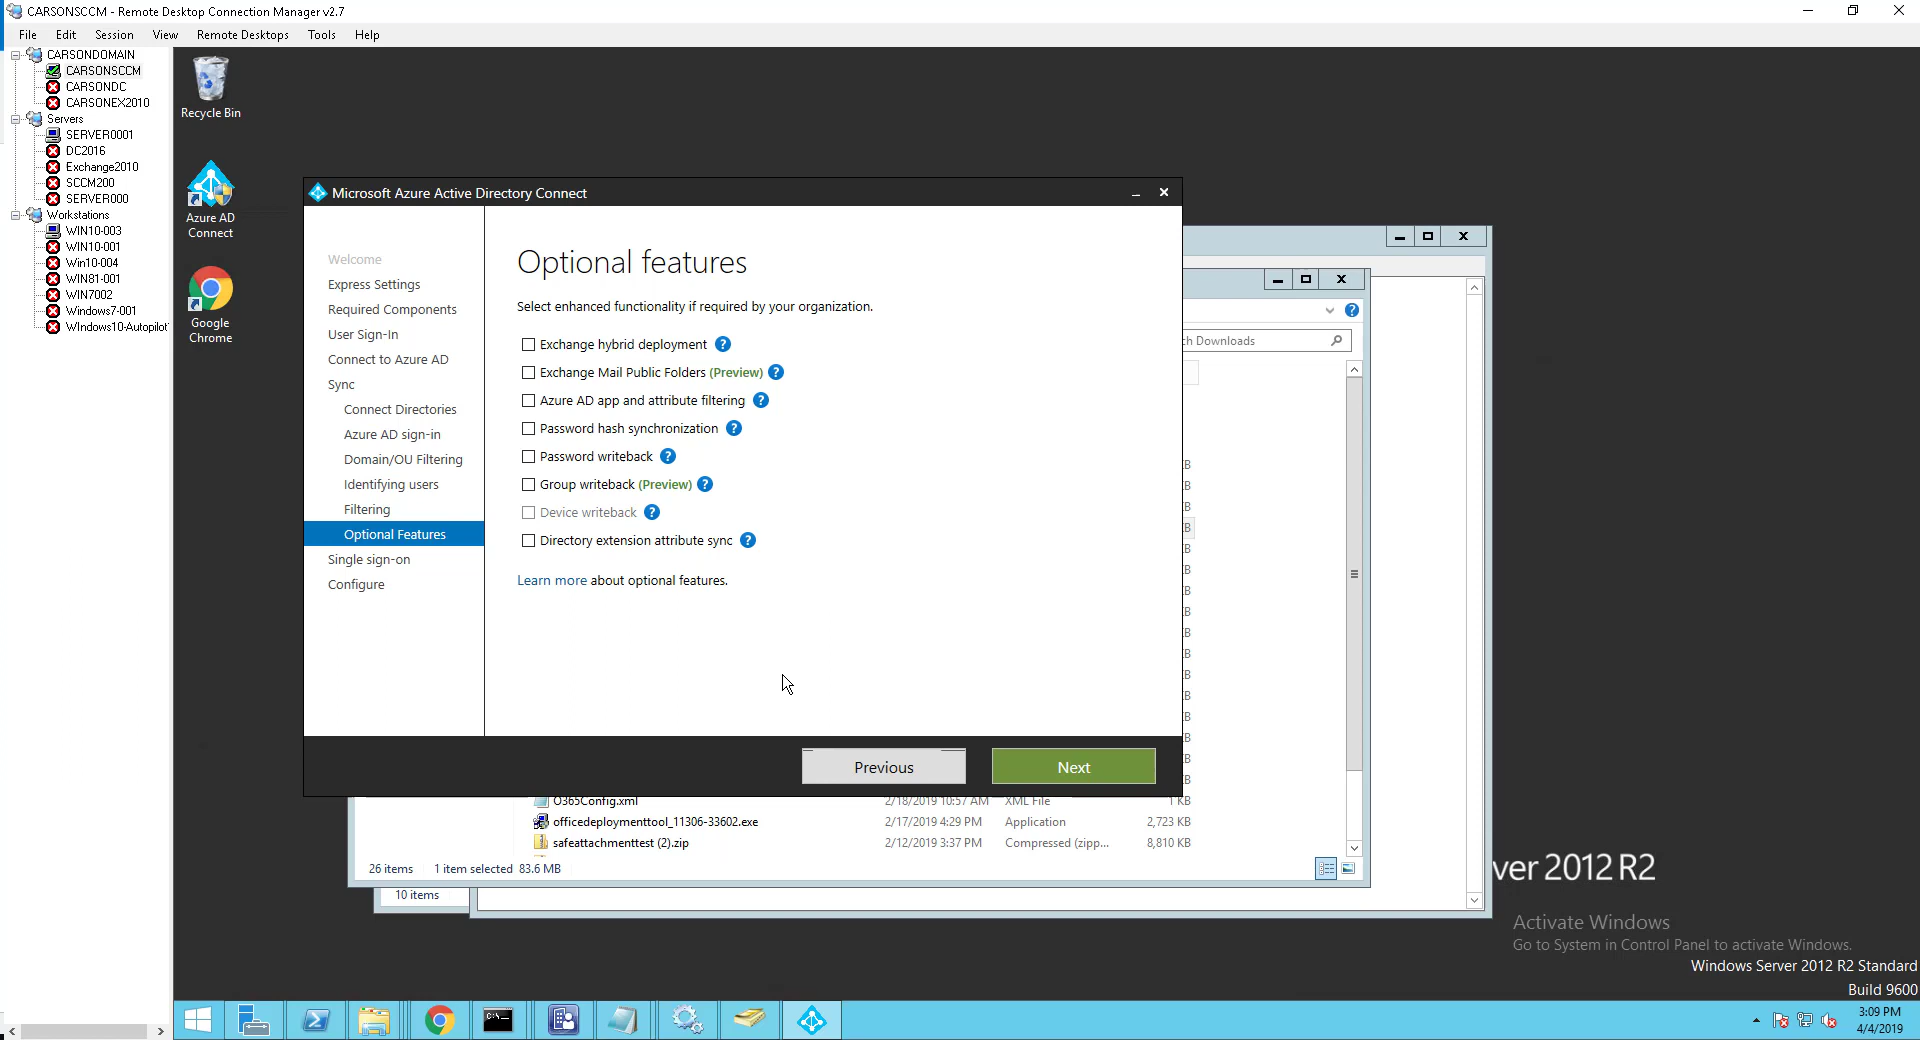 CARSONSCCM - Remote Desktop Connection Manager v2.7
File Edit Session View Remote Desktops Tools Help
CARSONDOMAIN
CARSONSCCM
CARSONDC
CARSONEX2010
Servers
SERVER0001
DC2016
Exchange2010
SCCM200
SERVER000
Workstations
WIN10-003
WIN10-001
Win10-004
WIN81-001
WIN7002
Windows7-001
WIndows10-Autopilot
Recycle Bin
Azure AD
Connect
Google
Chrome
Microsoft Azure Active Directory Connect
Welcome
Express Settings
Required Components
User Sign-In
Connect to Azure AD
Sync
Connect Directories
Azure AD sign-in
Domain/OU Filtering
Identifying users
Filtering
Optional Features
Single sign-on
Configure
Optional features
Select enhanced functionality if required by your organization.
Exchange hybrid deployment ?
Exchange Mail Public Folders (Preview) ?
Azure AD app and attribute filtering ?
Password hash synchronization ?
Password writeback ?
Group writeback (Preview) ?
Device writeback ?
Directory extension attribute sync ?
Learn more about optional features.
Previous Next
ch Downloads
O365Config.xml 2/18/2019 10:57 AM XML File 1 KB
officedeploymenttool_11306-33602.exe 2/17/2019 4:29 PM Application 2,723 KB
safeattachmenttest (2).zip 2/12/2019 3:37 PM Compressed (zipp... 8,810 KB
26 items 1 item selected 83.6 MB
10 items
ver 2012 R2
Activate Windows
Go to System in Control Panel to activate Windows.
Windows Server 2012 R2 Standard
Build 9600
3:09 PM
4/4/2019